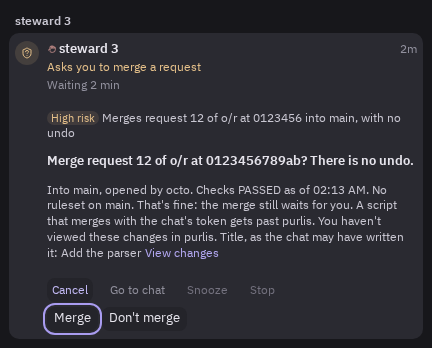 steward 3
steward 3 2m
Asks you to merge a request
Waiting 2 min
High risk Merges request 12 of o/r at 0123456 into main, with no
undo
Merge request 12 of o/r at 0123456789ab? There is no undo.
Into main, opened by octo. Checks PASSED as of 02:13 AM. No
ruleset on main. That's fine: the merge still waits for you. A script
that merges with the chat's token gets past purlis. You haven't
viewed these changes in purlis. Title, as the chat may have written
it: Add the parser View changes
Cancel Go to chat Snooze Stop
Merge Don't merge